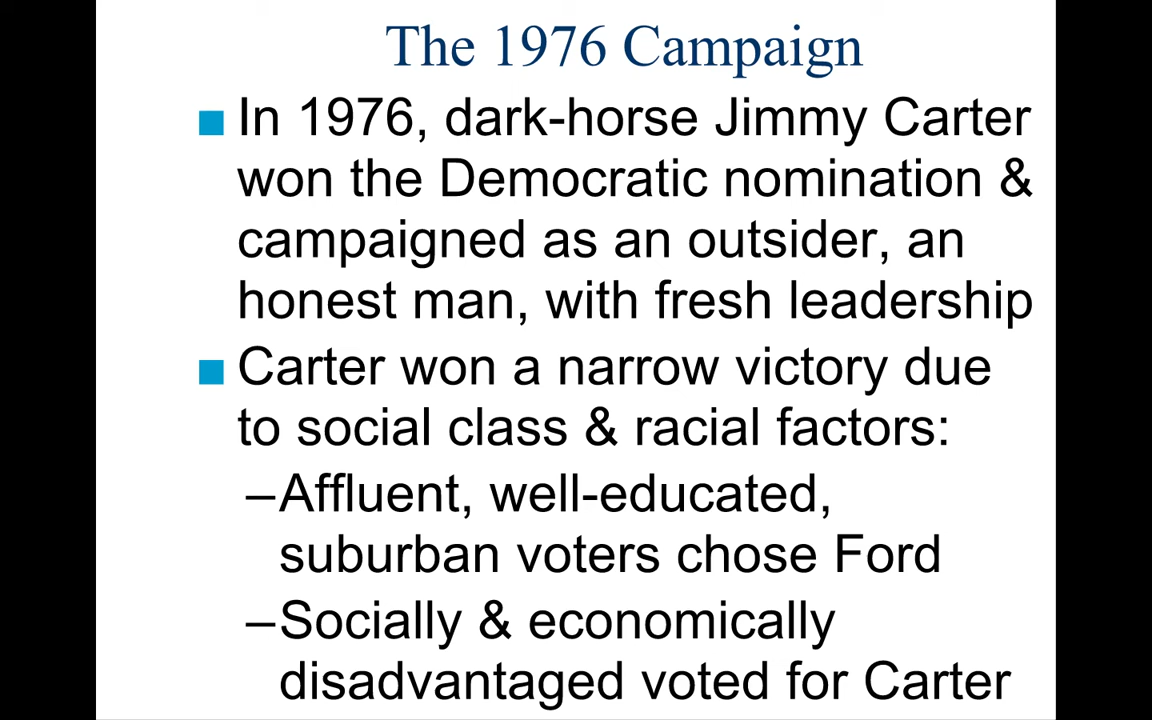 The 1976 Campaign
■ In 1976, dark-horse Jimmy Carter
won the Democratic nomination &
campaigned as an outsider, an
honest man, with fresh leadership
■ Carter won a narrow victory due
to social class & racial factors:
–Affluent, well-educated,
suburban voters chose Ford
–Socially & economically
disadvantaged voted for Carter